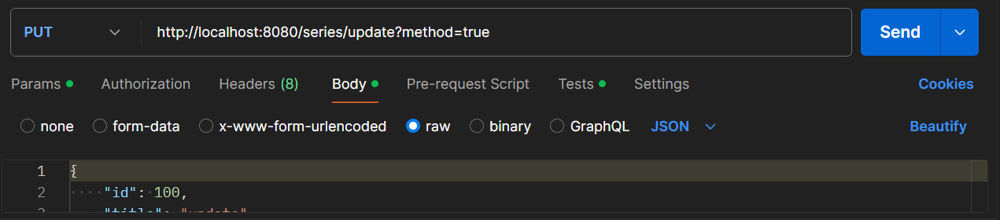 PUT http://localhost:8080/series/update?method=true Send
Params Authorization Headers (8) Body Pre-request Script Tests Settings Cookies
none form-data x-www-form-urlencoded raw binary GraphQL JSON Beautify
1 {
2 "id": 100,
3 "title": "update"